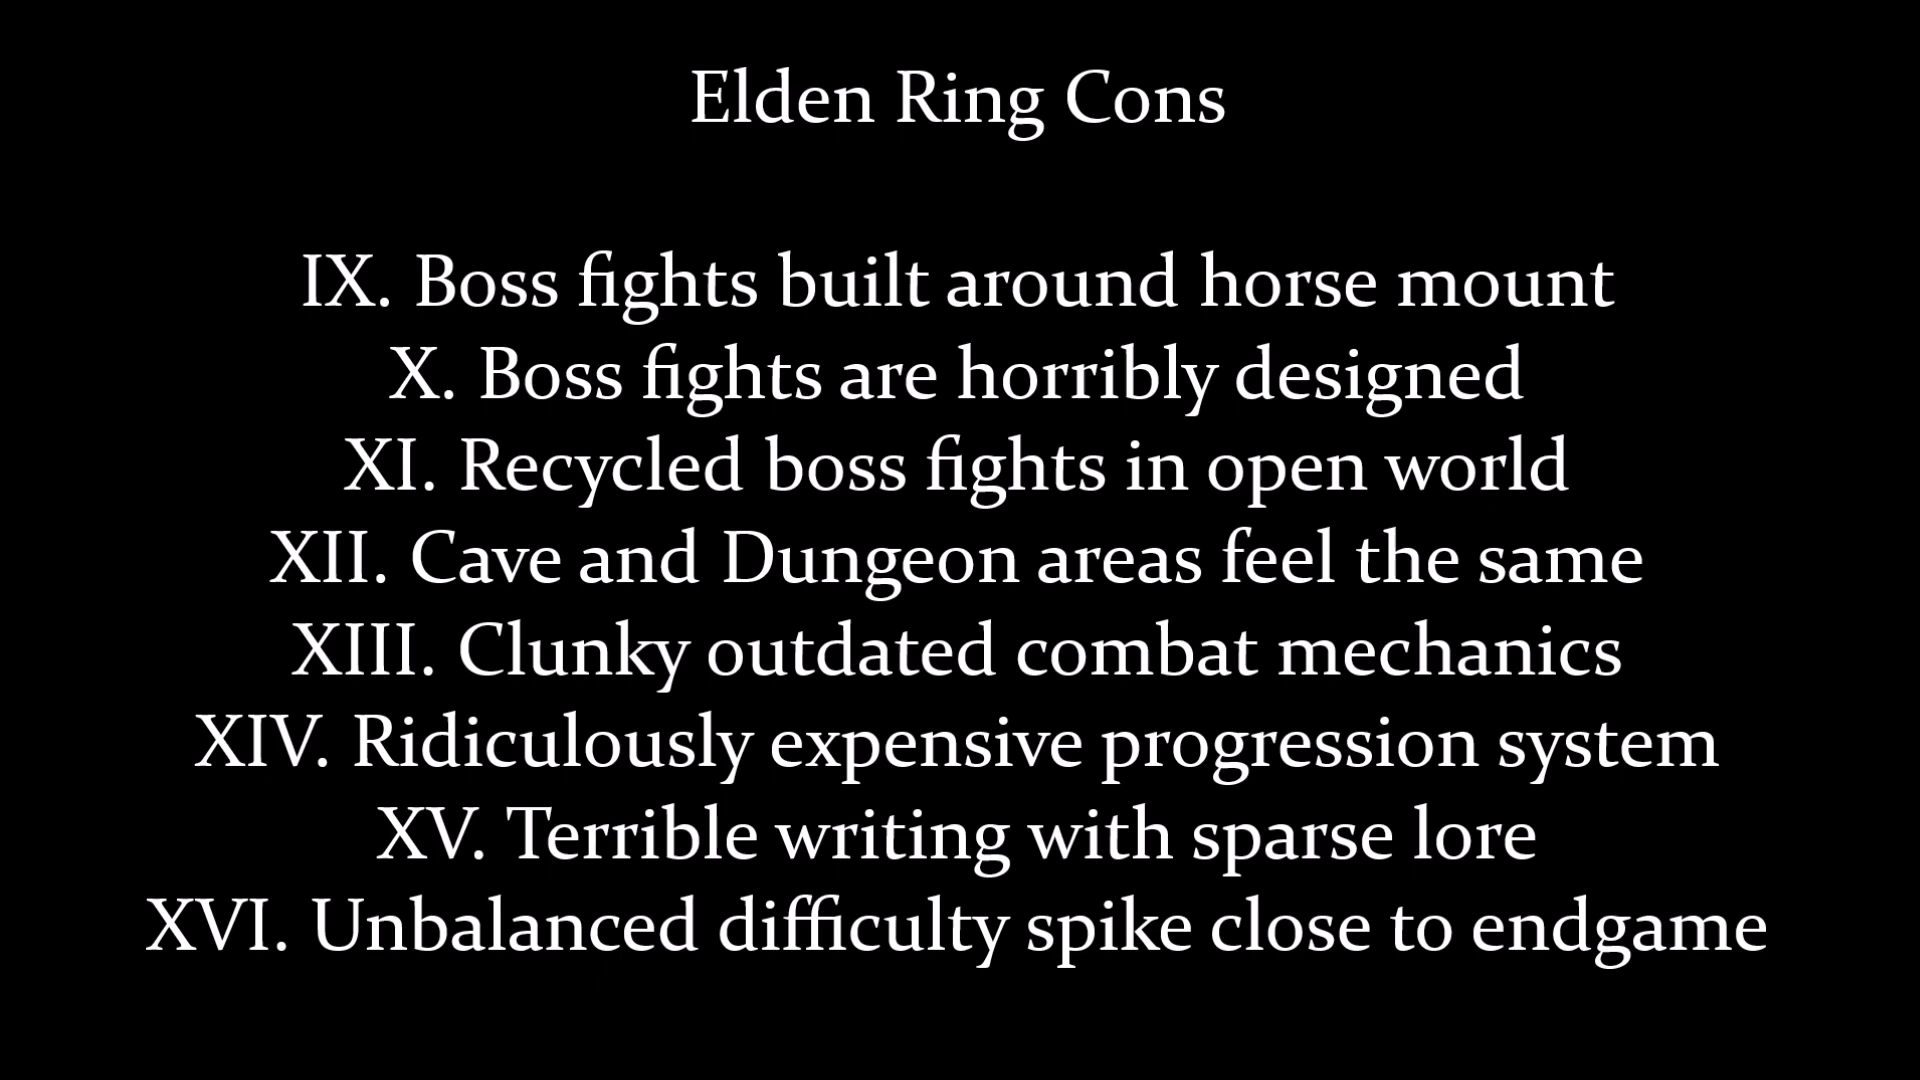 Elden Ring Cons
IX. Boss fights built around horse mount
X. Boss fights are horribly designed
XI. Recycled boss fights in open world
XII. Cave and Dungeon areas feel the same
XIII. Clunky outdated combat mechanics
XIV. Ridiculously expensive progression system
XV. Terrible writing with sparse lore
XVI. Unbalanced difficulty spike close to endgame